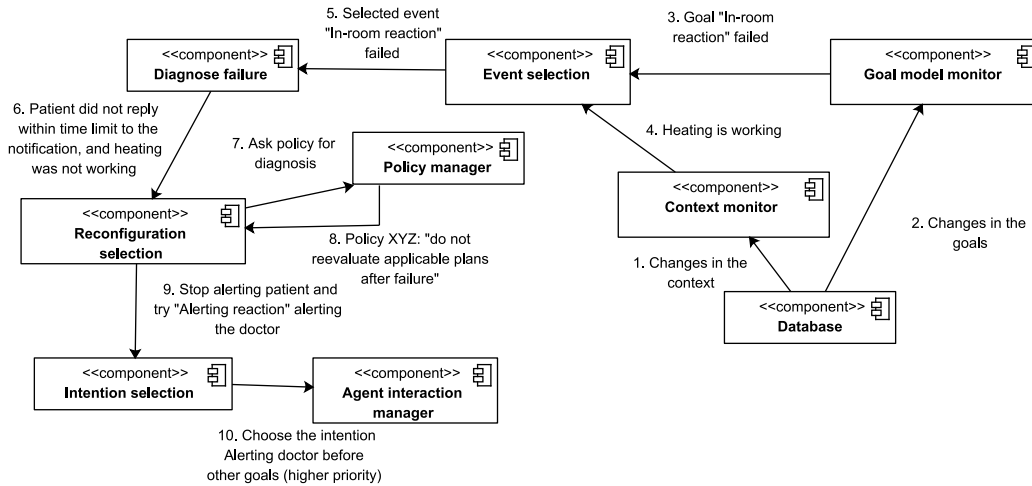 5. Selected event
"In-room reaction"
failed
3. Goal "In-room
reaction" failed
<<component>>
Diagnose failure
<<component>>
Event selection
<<component>>
Goal model monitor
6. Patient did not reply
within time limit to the
notification, and heating
was not working
7. Ask policy for
diagnosis
4. Heating is working
<<component>>
Policy manager
<<component>>
Context monitor
<<component>>
Reconfiguration
selection
2. Changes in the
goals
8. Policy XYZ: "do not
reevaluate applicable plans
after failure"
1. Changes in the
context
9. Stop alerting patient and
try "Alerting reaction" alerting
the doctor
<<component>>
Database
<<component>>
Intention selection
<<component>>
Agent interaction
manager
10. Choose the intention
Alerting doctor before
other goals (higher priority)